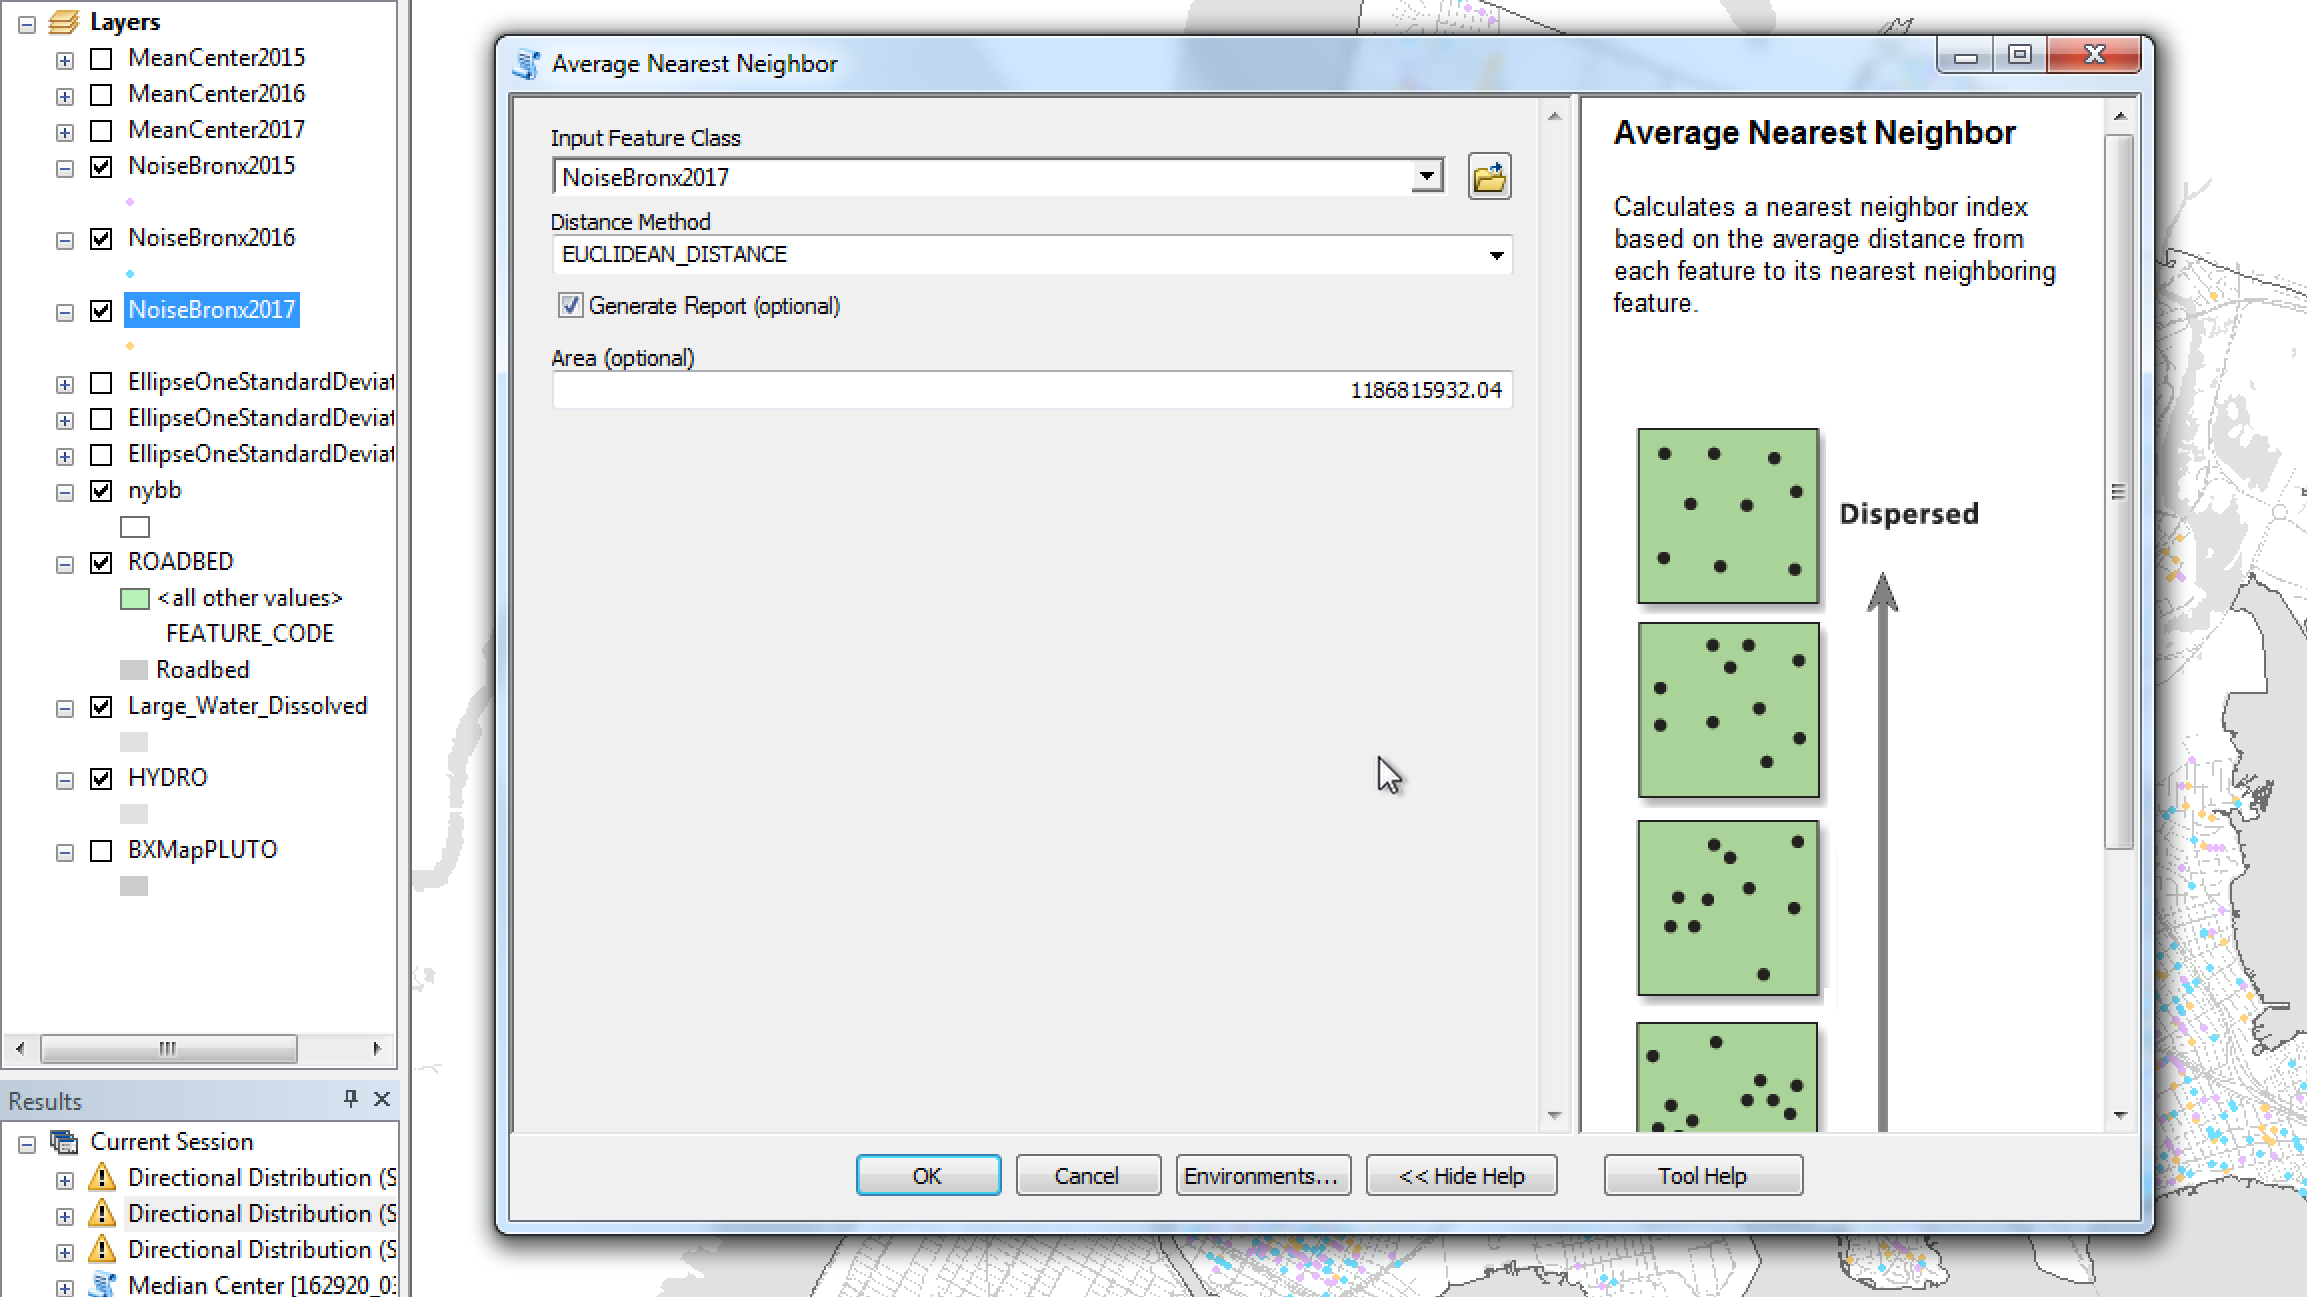 Layers
MeanCenter2015
MeanCenter2016
MeanCenter2017
NoiseBronx2015
NoiseBronx2016
NoiseBronx2017
EllipseOneStandardDeviat
EllipseOneStandardDeviat
EllipseOneStandardDeviat
nybb
ROADBED
<all other values>
FEATURE_CODE
Roadbed
Large_Water_Dissolved
HYDRO
BXMapPLUTO
Results
Current Session
Directional Distribution (S
Directional Distribution (S
Directional Distribution (S
Median Center [162920_03
Average Nearest Neighbor
Input Feature Class
NoiseBronx2017
Distance Method
EUCLIDEAN_DISTANCE
Generate Report (optional)
Area (optional)
1186815932.04
OK
Cancel
Environments...
<< Hide Help
Tool Help
Average Nearest Neighbor
Calculates a nearest neighbor index
based on the average distance from
each feature to its nearest neighboring
feature.
Dispersed